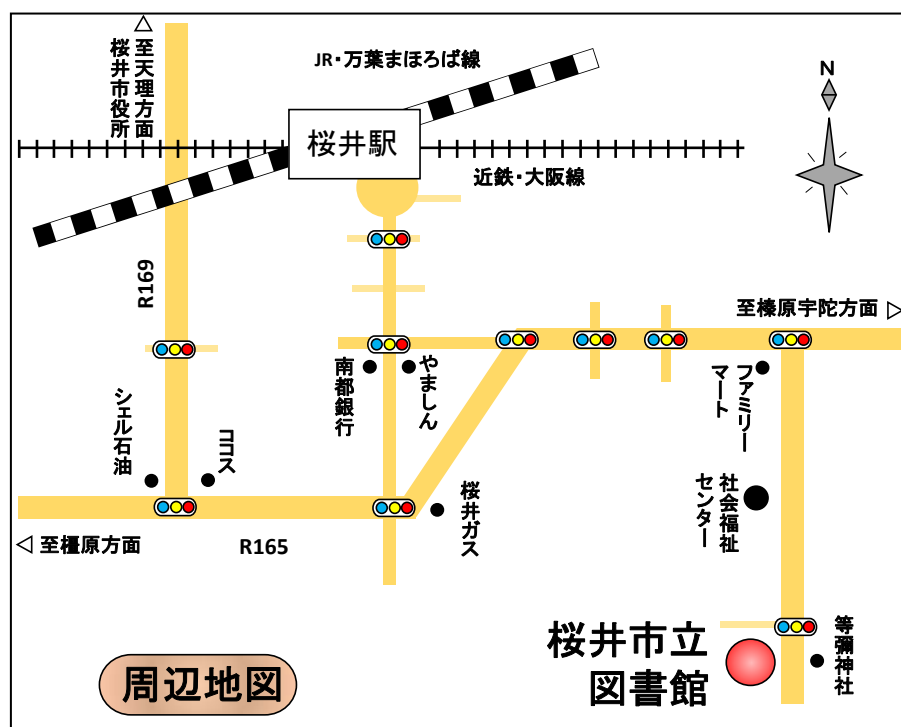 至天理方面
桜井市役所
JR・万葉まほろば線
N
桜井駅
近鉄・大阪線
R169
至榛原宇陀方面
南都銀行
やましん
ファミリー
マート
シェル石油
ココス
桜井ガス
社会福祉
センター
至橿原方面
R165
桜井市立
図書館
等彌神社
周辺地図